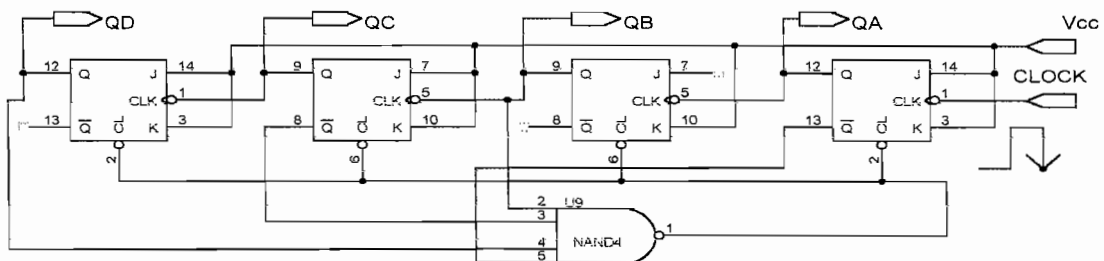 QD QC QB QA Vcc
12 Q J 14 9 Q J 7 9 Q J 7 12 Q J 14
CLOCK
CLK 1 CLK 5 CLK 5 CLK 1
13 Q CL K 3 8 Q CL K 10 8 Q CL K 10 13 Q CL K 3
2 6 6 2
2 U9
3
NAND4 1
4
5